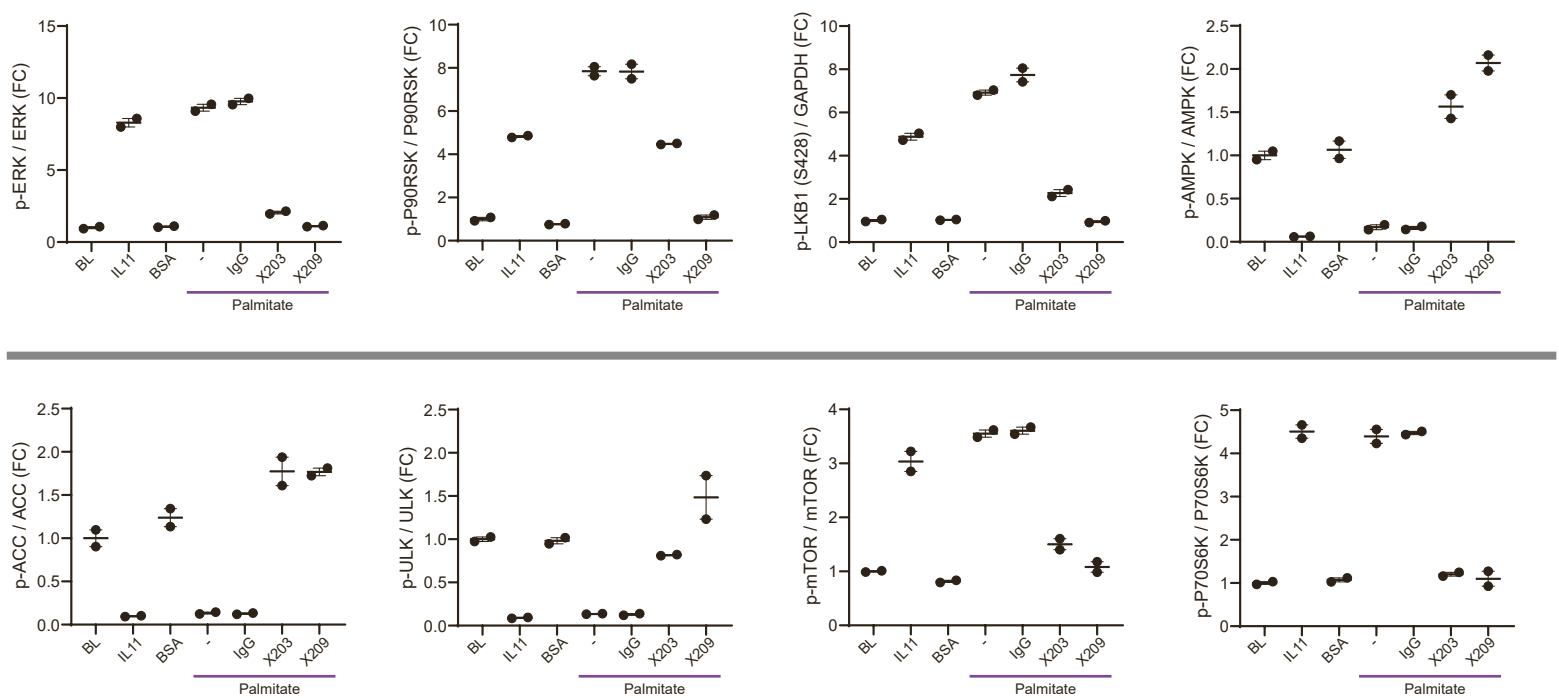 p-ERK / ERK (FC)
15
10
5
0
BL IL11 BSA - IgG X203 X209
Palmitate
p-P90RSK / P90RSK (FC)
10
8
6
4
2
0
BL IL11 BSA - IgG X203 X209
Palmitate
p-LKB1 (S428) / GAPDH (FC)
10
8
6
4
2
0
BL IL11 BSA - IgG X203 X209
Palmitate
p-AMPK / AMPK (FC)
2.5
2.0
1.5
1.0
0.5
0.0
BL IL11 BSA - IgG X203 X209
Palmitate
p-ACC / ACC (FC)
2.5
2.0
1.5
1.0
0.5
0.0
BL IL11 BSA - IgG X203 X209
Palmitate
p-ULK / ULK (FC)
2.5
2.0
1.5
1.0
0.5
0.0
BL IL11 BSA - IgG X203 X209
Palmitate
p-mTOR / mTOR (FC)
4
3
2
1
0
BL IL11 BSA - IgG X203 X209
Palmitate
p-P70S6K / P70S6K (FC)
5
4
3
2
1
0
BL IL11 BSA - IgG X203 X209
Palmitate